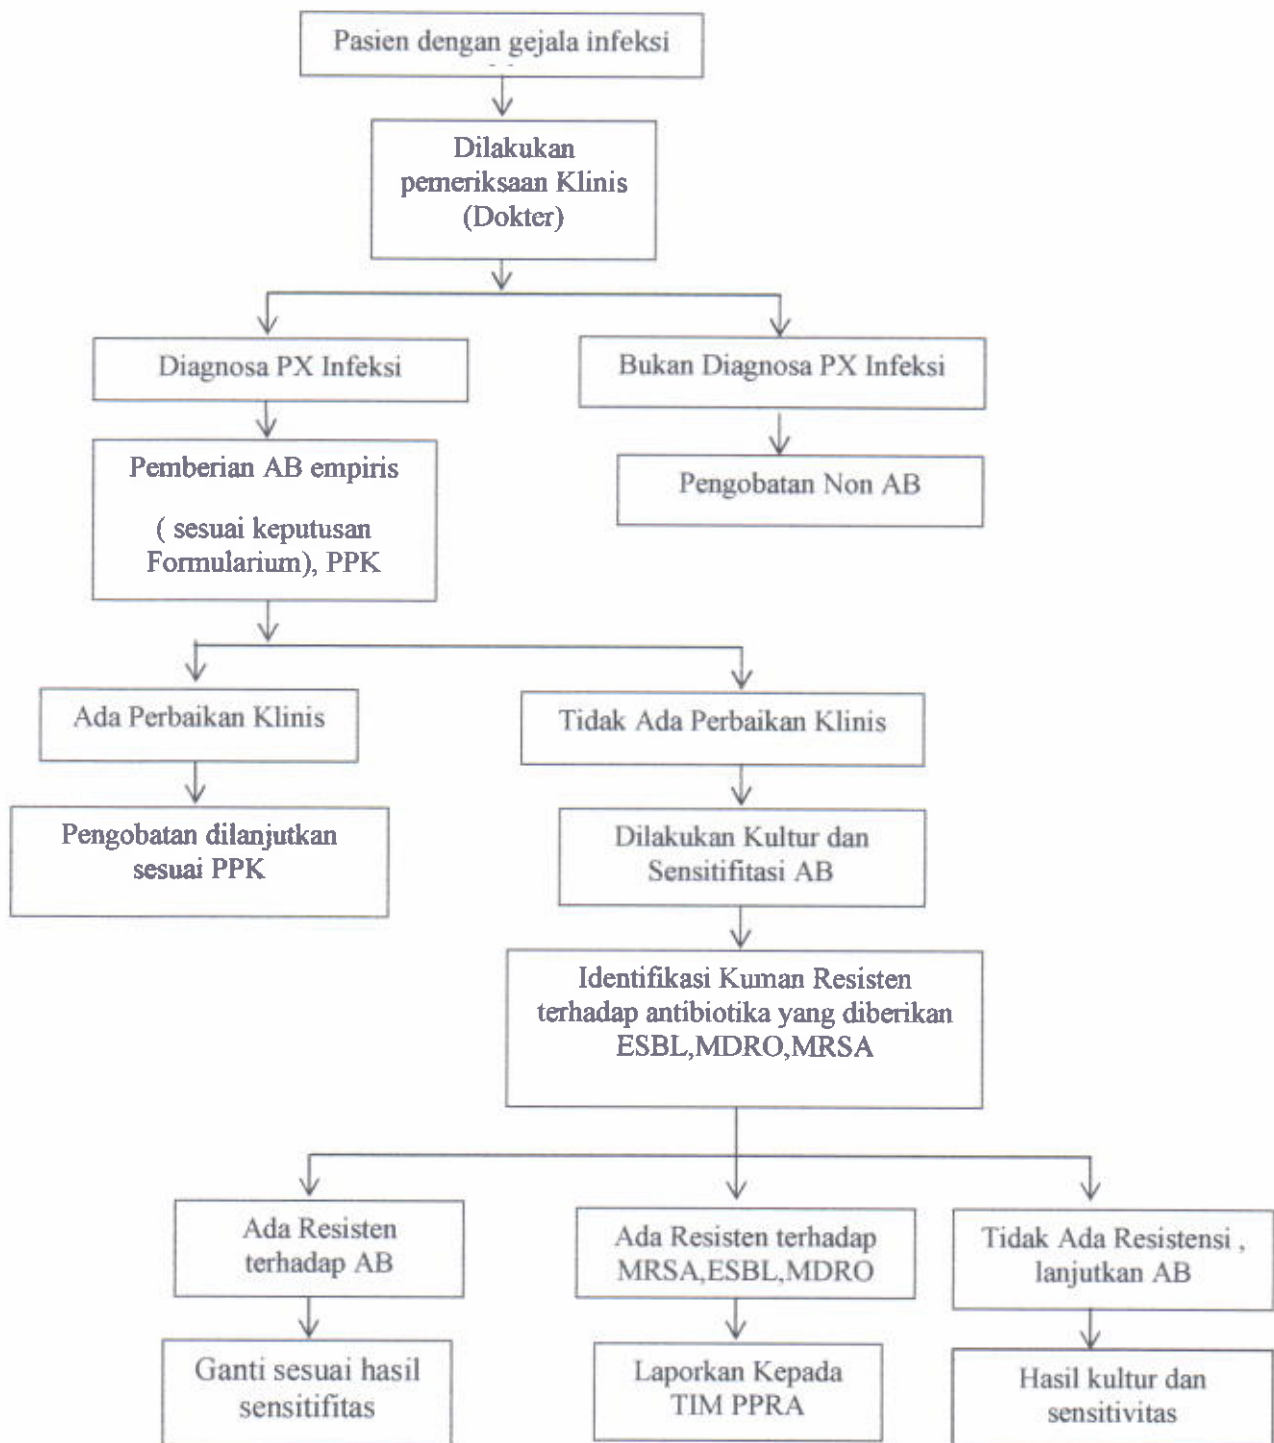 Pasien dengan gejala infeksi
Dilakukan
pemeriksaan Klinis
(Dokter)
Diagnosa PX Infeksi
Bukan Diagnosa PX Infeksi
Pemberian AB empiris
( sesuai keputusan
Formularium), PPK
Pengobatan Non AB
Ada Perbaikan Klinis
Tidak Ada Perbaikan Klinis
Pengobatan dilanjutkan
sesuai PPK
Dilakukan Kultur dan
Sensitifitasi AB
Identifikasi Kuman Resisten
terhadap antibiotika yang diberikan
ESBL,MDRO,MRSA
Ada Resisten
terhadap AB
Ada Resisten terhadap
MRSA,ESBL,MDRO
Tidak Ada Resistensi ,
lanjutkan AB
Ganti sesuai hasil
sensitifitas
Laporkan Kepada
TIM PPRA
Hasil kultur dan
sensitivitas